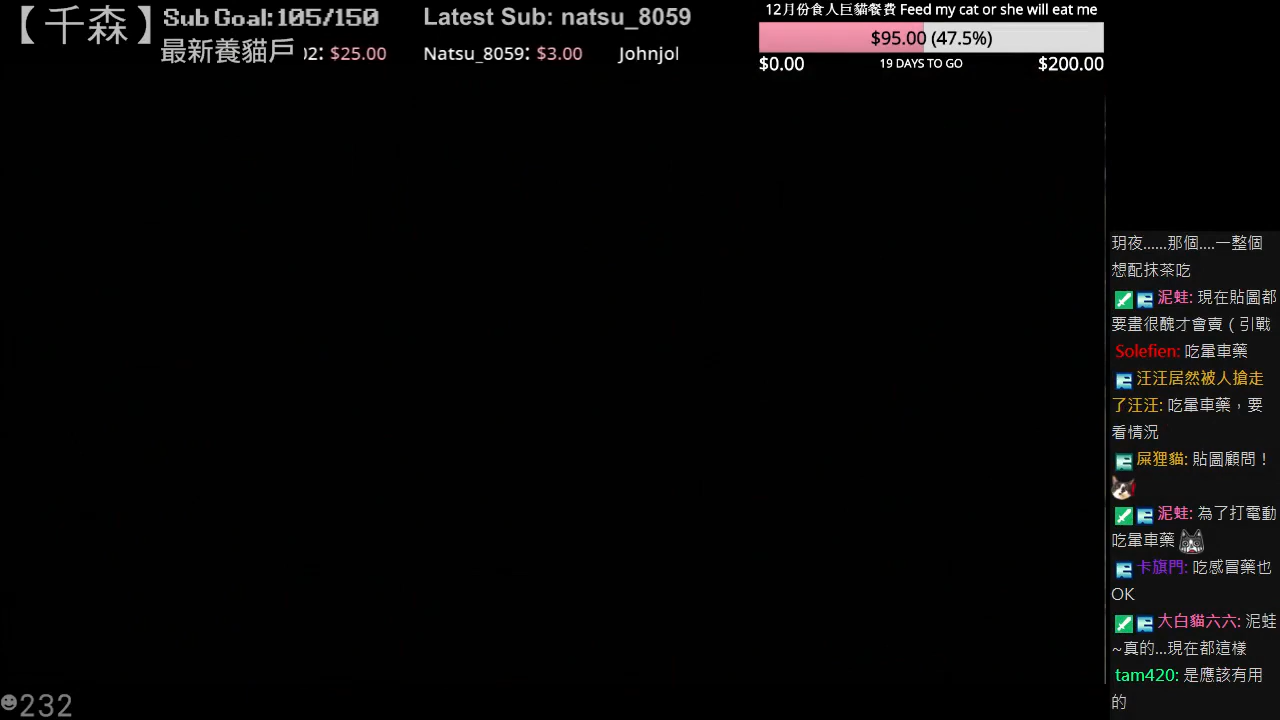 【千森】
Sub Goal:105/150
Latest Sub: natsu_8059
最新養貓戶
02: $25.00 Natsu_8059: $3.00 Johnjol
12月份食人巨貓餐費 Feed my cat or she will eat me
$95.00 (47.5%)
$0.00 19 DAYS TO GO $200.00
玥夜......那個....一整個
想配抹茶吃
泥蛙: 現在貼圖都
要畫很醜才會賣（引戰
Solefien: 吃暈車藥
汪汪居然被人搶走
了汪汪: 吃暈車藥，要
看情況
屎狸貓: 貼圖顧問！
泥蛙: 為了打電動
吃暈車藥
卡旗門: 吃感冒藥也
OK
大白貓六六: 泥蛙
~真的...現在都這樣
tam420: 是應該有用
的
232